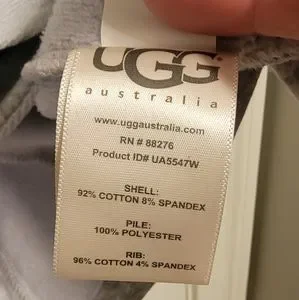 UGG
australia
www.uggaustralia.com
RN # 88276
Product ID# UA5547W
SHELL:
92% COTTON 8% SPANDEX
PILE:
100% POLYESTER
RIB:
96% COTTON 4% SPANDEX